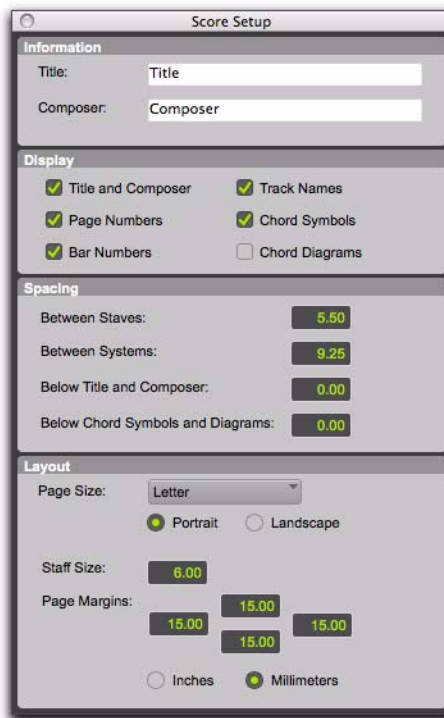 Score Setup
Information
Title: Title
Composer: Composer
Display
Title and Composer Track Names
Page Numbers Chord Symbols
Bar Numbers Chord Diagrams
Spacing
Between Staves: 5.50
Between Systems: 9.25
Below Title and Composer: 0.00
Below Chord Symbols and Diagrams: 0.00
Layout
Page Size: Letter
Portrait Landscape
Staff Size: 6.00
Page Margins: 15.00
15.00 15.00
15.00
Inches Millimeters